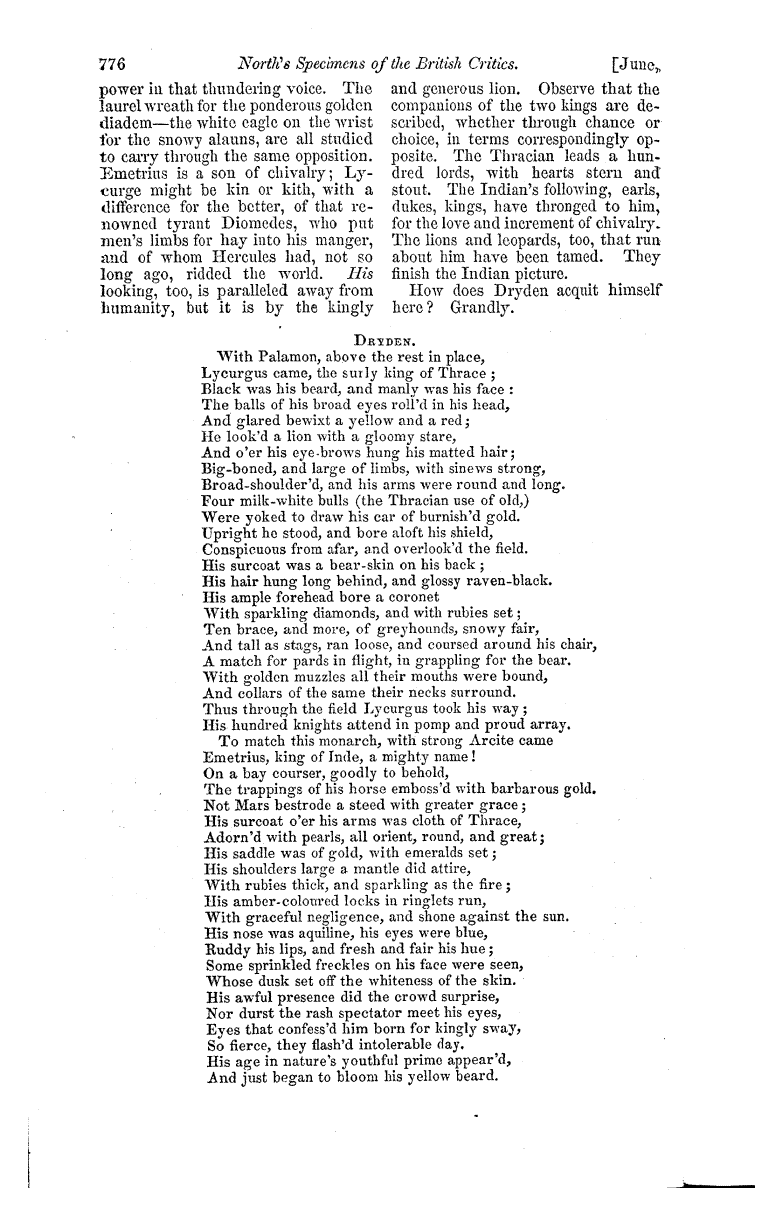 776 North's Specimens of the British Critics. [June,
power in that thundering voice. The
laurel wreath for the ponderous golden
diadem—the white eagle on the wrist
for the snowy alauns, are all studied
to carry through the same opposition.
Emetrius is a son of chivalry; Ly-
curge might be kin or kith, with a
difference for the better, of that re-
nowned tyrant Diomedes, who put
men's limbs for hay into his manger,
and of whom Hercules had, not so
long ago, ridded the world. His
looking, too, is paralleled away from
humanity, but it is by the kingly
and generous lion. Observe that the
companions of the two kings are de-
scribed, whether through chance or
choice, in terms correspondingly op-
posite. The Thracian leads a hun-
dred lords, with hearts stern and
stout. The Indian's following, earls,
dukes, kings, have thronged to him,
for the love and increment of chivalry.
The lions and leopards, too, that run
about him have been tamed. They
finish the Indian picture.
How does Dryden acquit himself
here? Grandly.
DRYDEN.
With Palamon, above the rest in place,
Lycurgus came, the surly king of Thrace;
Black was his beard, and manly was his face:
The balls of his broad eyes roll'd in his head,
And glared bewixt a yellow and a red;
He look'd a lion with a gloomy stare,
And o'er his eye-brows hung his matted hair;
Big-boned, and large of limbs, with sinews strong,
Broad-shoulder'd, and his arms were round and long.
Four milk-white bulls (the Thracian use of old,)
Were yoked to draw his car of burnish'd gold.
Upright he stood, and bore aloft his shield,
Conspicuous from afar, and overlook'd the field.
His surcoat was a bear-skin on his back;
His hair hung long behind, and glossy raven-black.
His ample forehead bore a coronet
With sparkling diamonds, and with rubies set;
Ten brace, and more, of greyhounds, snowy fair,
And tall as stags, ran loose, and coursed around his chair,
A match for pards in flight, in grappling for the bear.
With golden muzzles all their mouths were bound,
And collars of the same their necks surround.
Thus through the field Lycurgus took his way;
His hundred knights attend in pomp and proud array.
To match this monarch, with strong Arcite came
Emetrius, king of Inde, a mighty name!
On a bay courser, goodly to behold,
The trappings of his horse emboss'd with barbarous gold.
Not Mars bestrode a steed with greater grace;
His surcoat o'er his arms was cloth of Thrace,
Adorn'd with pearls, all orient, round, and great;
His saddle was of gold, with emeralds set;
His shoulders large a mantle did attire,
With rubies thick, and sparkling as the fire;
His amber-coloured locks in ringlets run,
With graceful negligence, and shone against the sun.
His nose was aquiline, his eyes were blue,
Ruddy his lips, and fresh and fair his hue;
Some sprinkled freckles on his face were seen,
Whose dusk set off the whiteness of the skin.
His awful presence did the crowd surprise,
Nor durst the rash spectator meet his eyes,
Eyes that confess'd him born for kingly sway,
So fierce, they flash'd intolerable day.
His age in nature's youthful prime appear'd,
And just began to bloom his yellow beard.